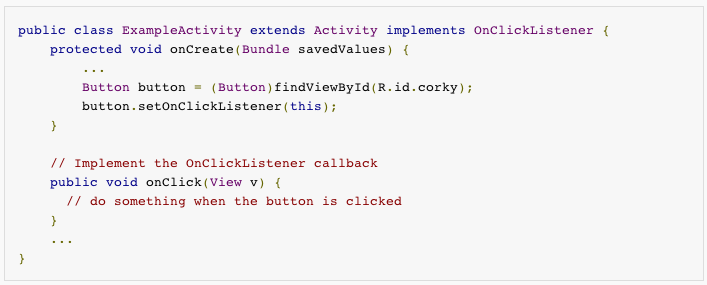 public class ExampleActivity extends Activity implements OnClickListener {
    protected void onCreate(Bundle savedValues) {
        ...
        Button button = (Button)findViewById(R.id.corky);
        button.setOnClickListener(this);
    }

    // Implement the OnClickListener callback
    public void onClick(View v) {
      // do something when the button is clicked
    }
    ...
}